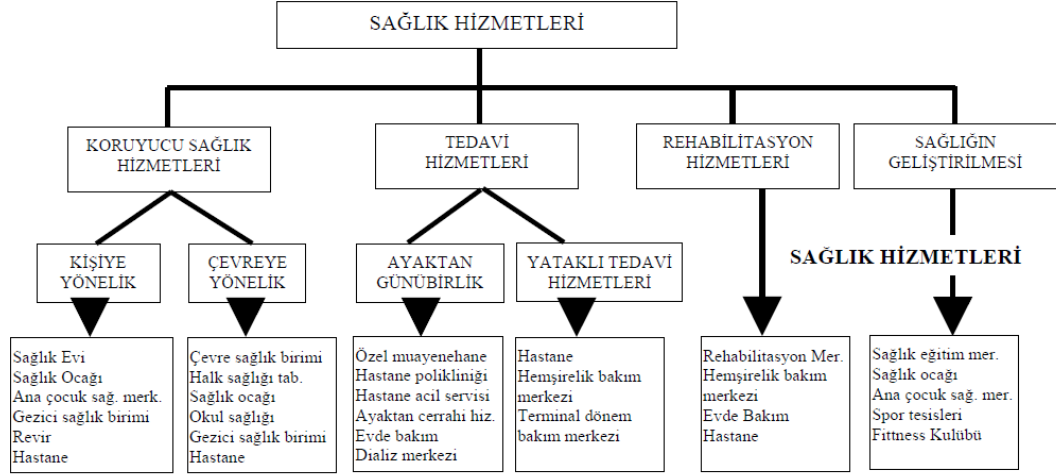 SAĞLIK HİZMETLERİ
KORUYUCU SAĞLIK
HİZMETLERİ
TEDAVİ
HİZMETLERİ
REHABİLİTASYON
HİZMETLERİ
SAĞLIĞIN
GELİŞTİRİLMESİ
KİŞİYE
YÖNELİK
ÇEVREYE
YÖNELİK
AYAKTAN
GÜNÜBİRLİK
YATAKLI TEDAVİ
HİZMETLERİ
SAĞLIK HİZMETLERİ
Sağlık Evi
Sağlık Ocağı
Ana çocuk sağ. merk.
Gezici sağlık birimi
Revir
Hastane
Çevre sağlık birimi
Halk sağlığı tab.
Sağlık ocağı
Okul sağlığı
Gezici sağlık birimi
Hastane
Özel muayenehane
Hastane polikliniği
Hastane acil servisi
Ayaktan cerrahi hiz.
Evde bakım
Dializ merkezi
Hastane
Hemşirelik bakım
merkezi
Terminal dönem
bakım merkezi
Rehabilitasyon Mer.
Hemşirelik bakım
merkezi
Evde Bakım
Hastane
Sağlık eğitim mer.
Sağlık ocağı
Ana çocuk sağ. mer.
Spor tesisleri
Fittness Kulübü